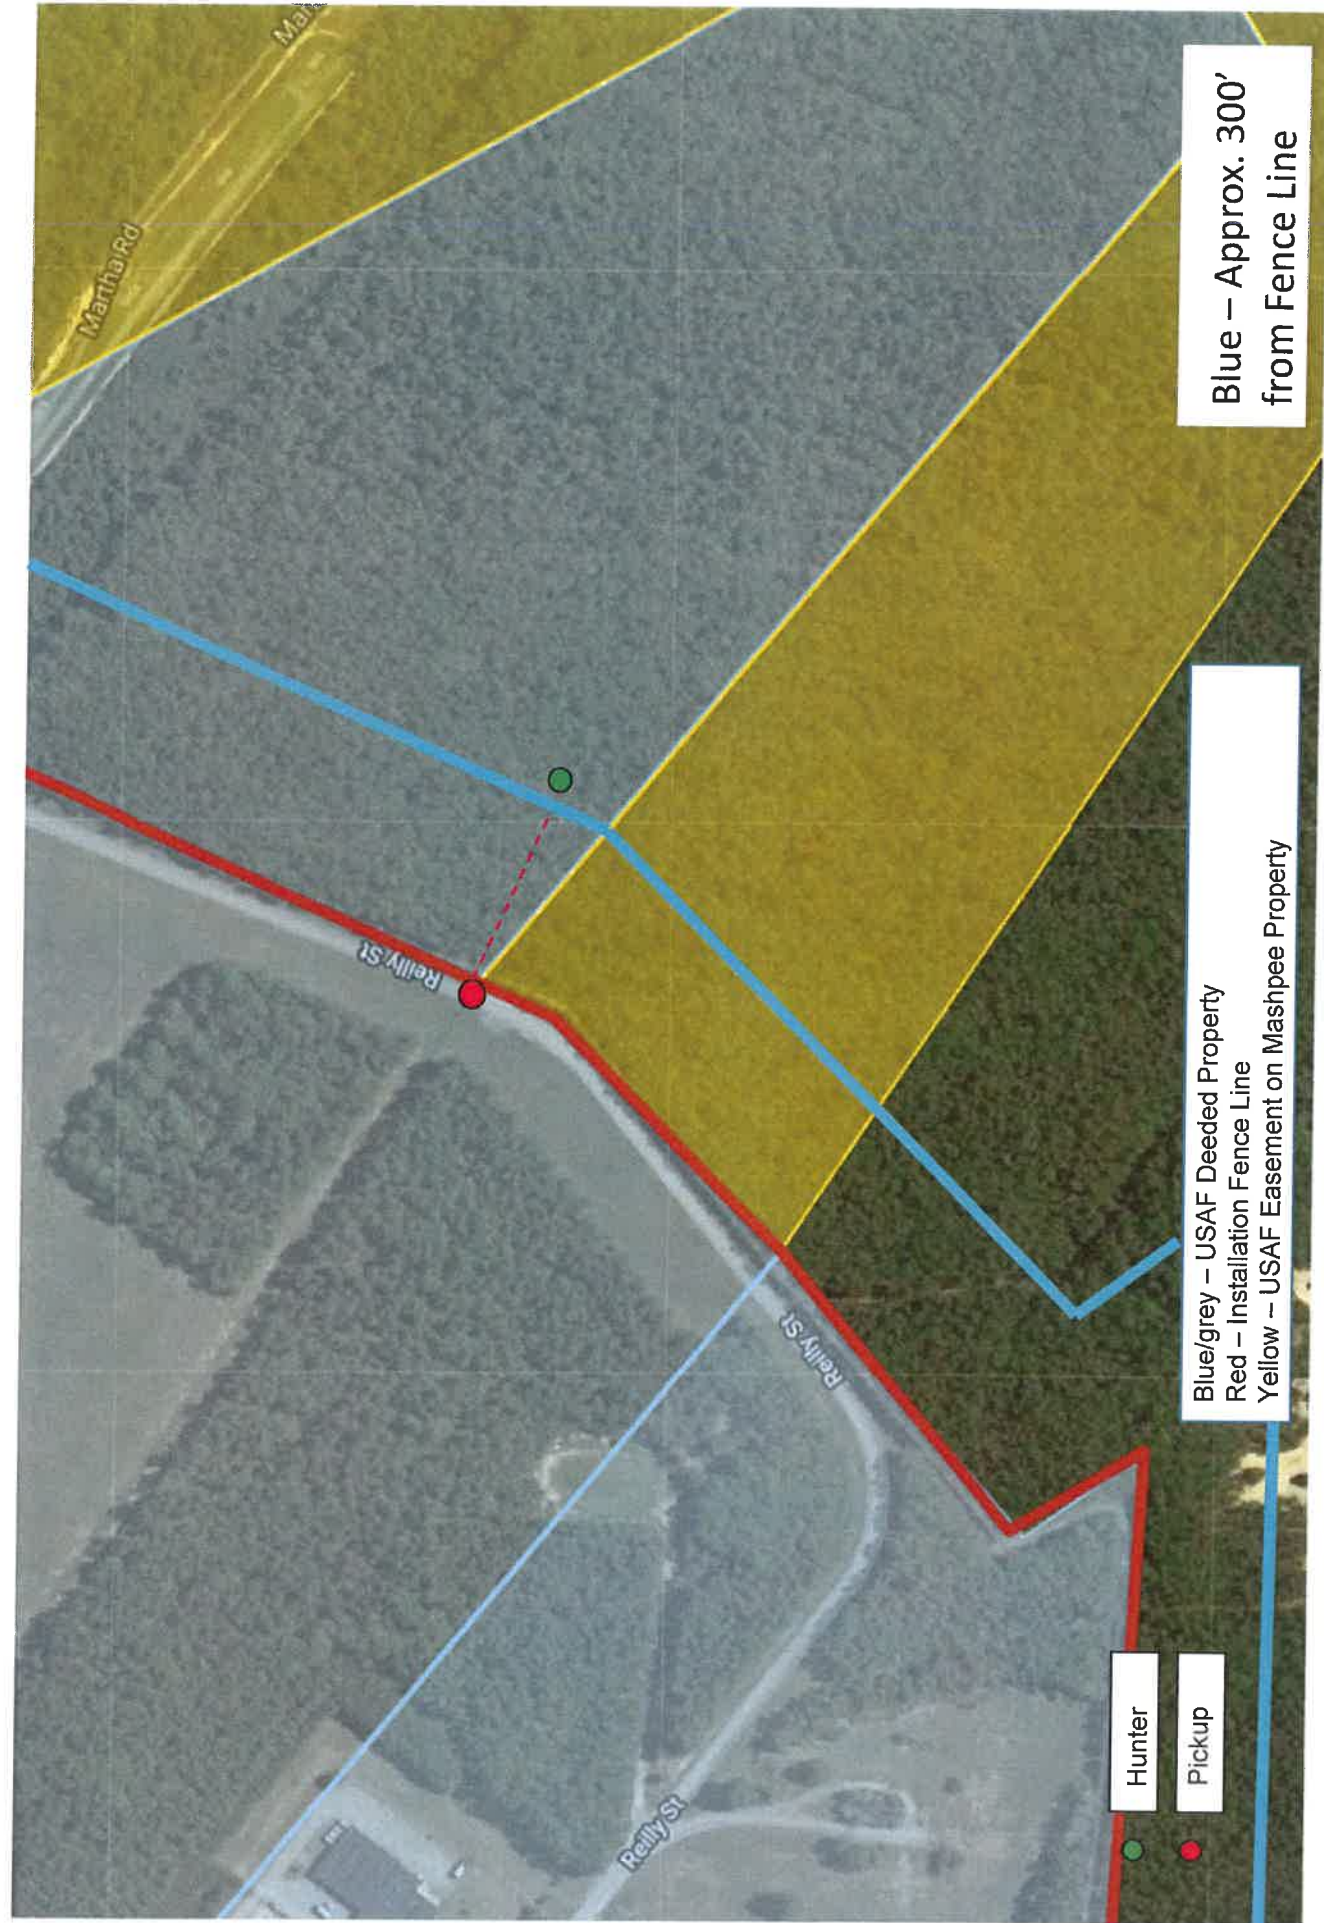 Martha Rd
Mar
Reilly St
Reilly St
Reilly St
Blue – Approx. 300'
from Fence Line
Blue/grey – USAF Deeded Property
Red – Installation Fence Line
Yellow – USAF Easement on Mashpee Property
Hunter
Pickup